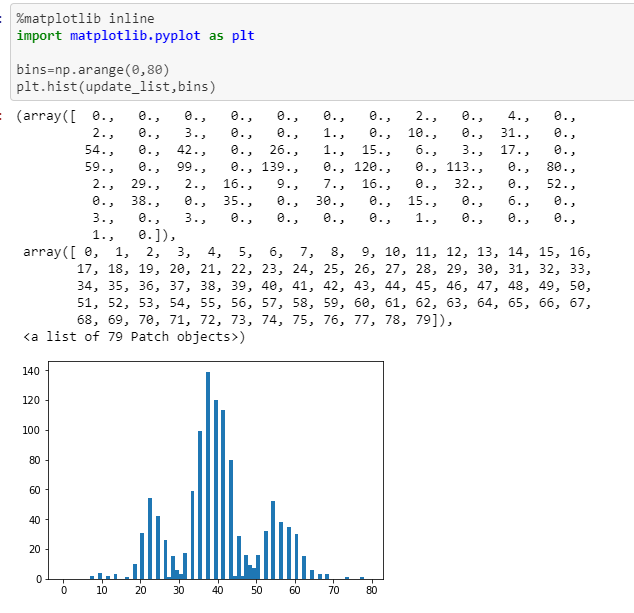 %matplotlib inline
import matplotlib.pyplot as plt
bins=np.arange(0,80)
plt.hist(update_list,bins)
(array([  0.,   0.,   0.,   0.,   0.,   0.,   0.,   2.,   0.,   4.,   0.,
2.,   0.,   3.,   0.,   0.,   1.,   0.,  10.,   0.,  31.,   0.,
54.,   0.,  42.,   0.,  26.,   1.,  15.,   6.,   3.,  17.,   0.,
59.,   0.,  99.,   0., 139.,   0., 120.,   0., 113.,   0.,  80.,
2.,  29.,   2.,  16.,   9.,   7.,  16.,   0.,  32.,   0.,  52.,
0.,  38.,   0.,  35.,   0.,  30.,   0.,  15.,   0.,   6.,   0.,
3.,   0.,   3.,   0.,   0.,   0.,   0.,   1.,   0.,   0.,   0.,
1.,   0.]),
array([ 0,  1,  2,  3,  4,  5,  6,  7,  8,  9, 10, 11, 12, 13, 14, 15, 16,
17, 18, 19, 20, 21, 22, 23, 24, 25, 26, 27, 28, 29, 30, 31, 32, 33,
34, 35, 36, 37, 38, 39, 40, 41, 42, 43, 44, 45, 46, 47, 48, 49, 50,
51, 52, 53, 54, 55, 56, 57, 58, 59, 60, 61, 62, 63, 64, 65, 66, 67,
68, 69, 70, 71, 72, 73, 74, 75, 76, 77, 78, 79]),
<a list of 79 Patch objects>)
140
120
100
80
60
40
20
0
0 10 20 30 40 50 60 70 80